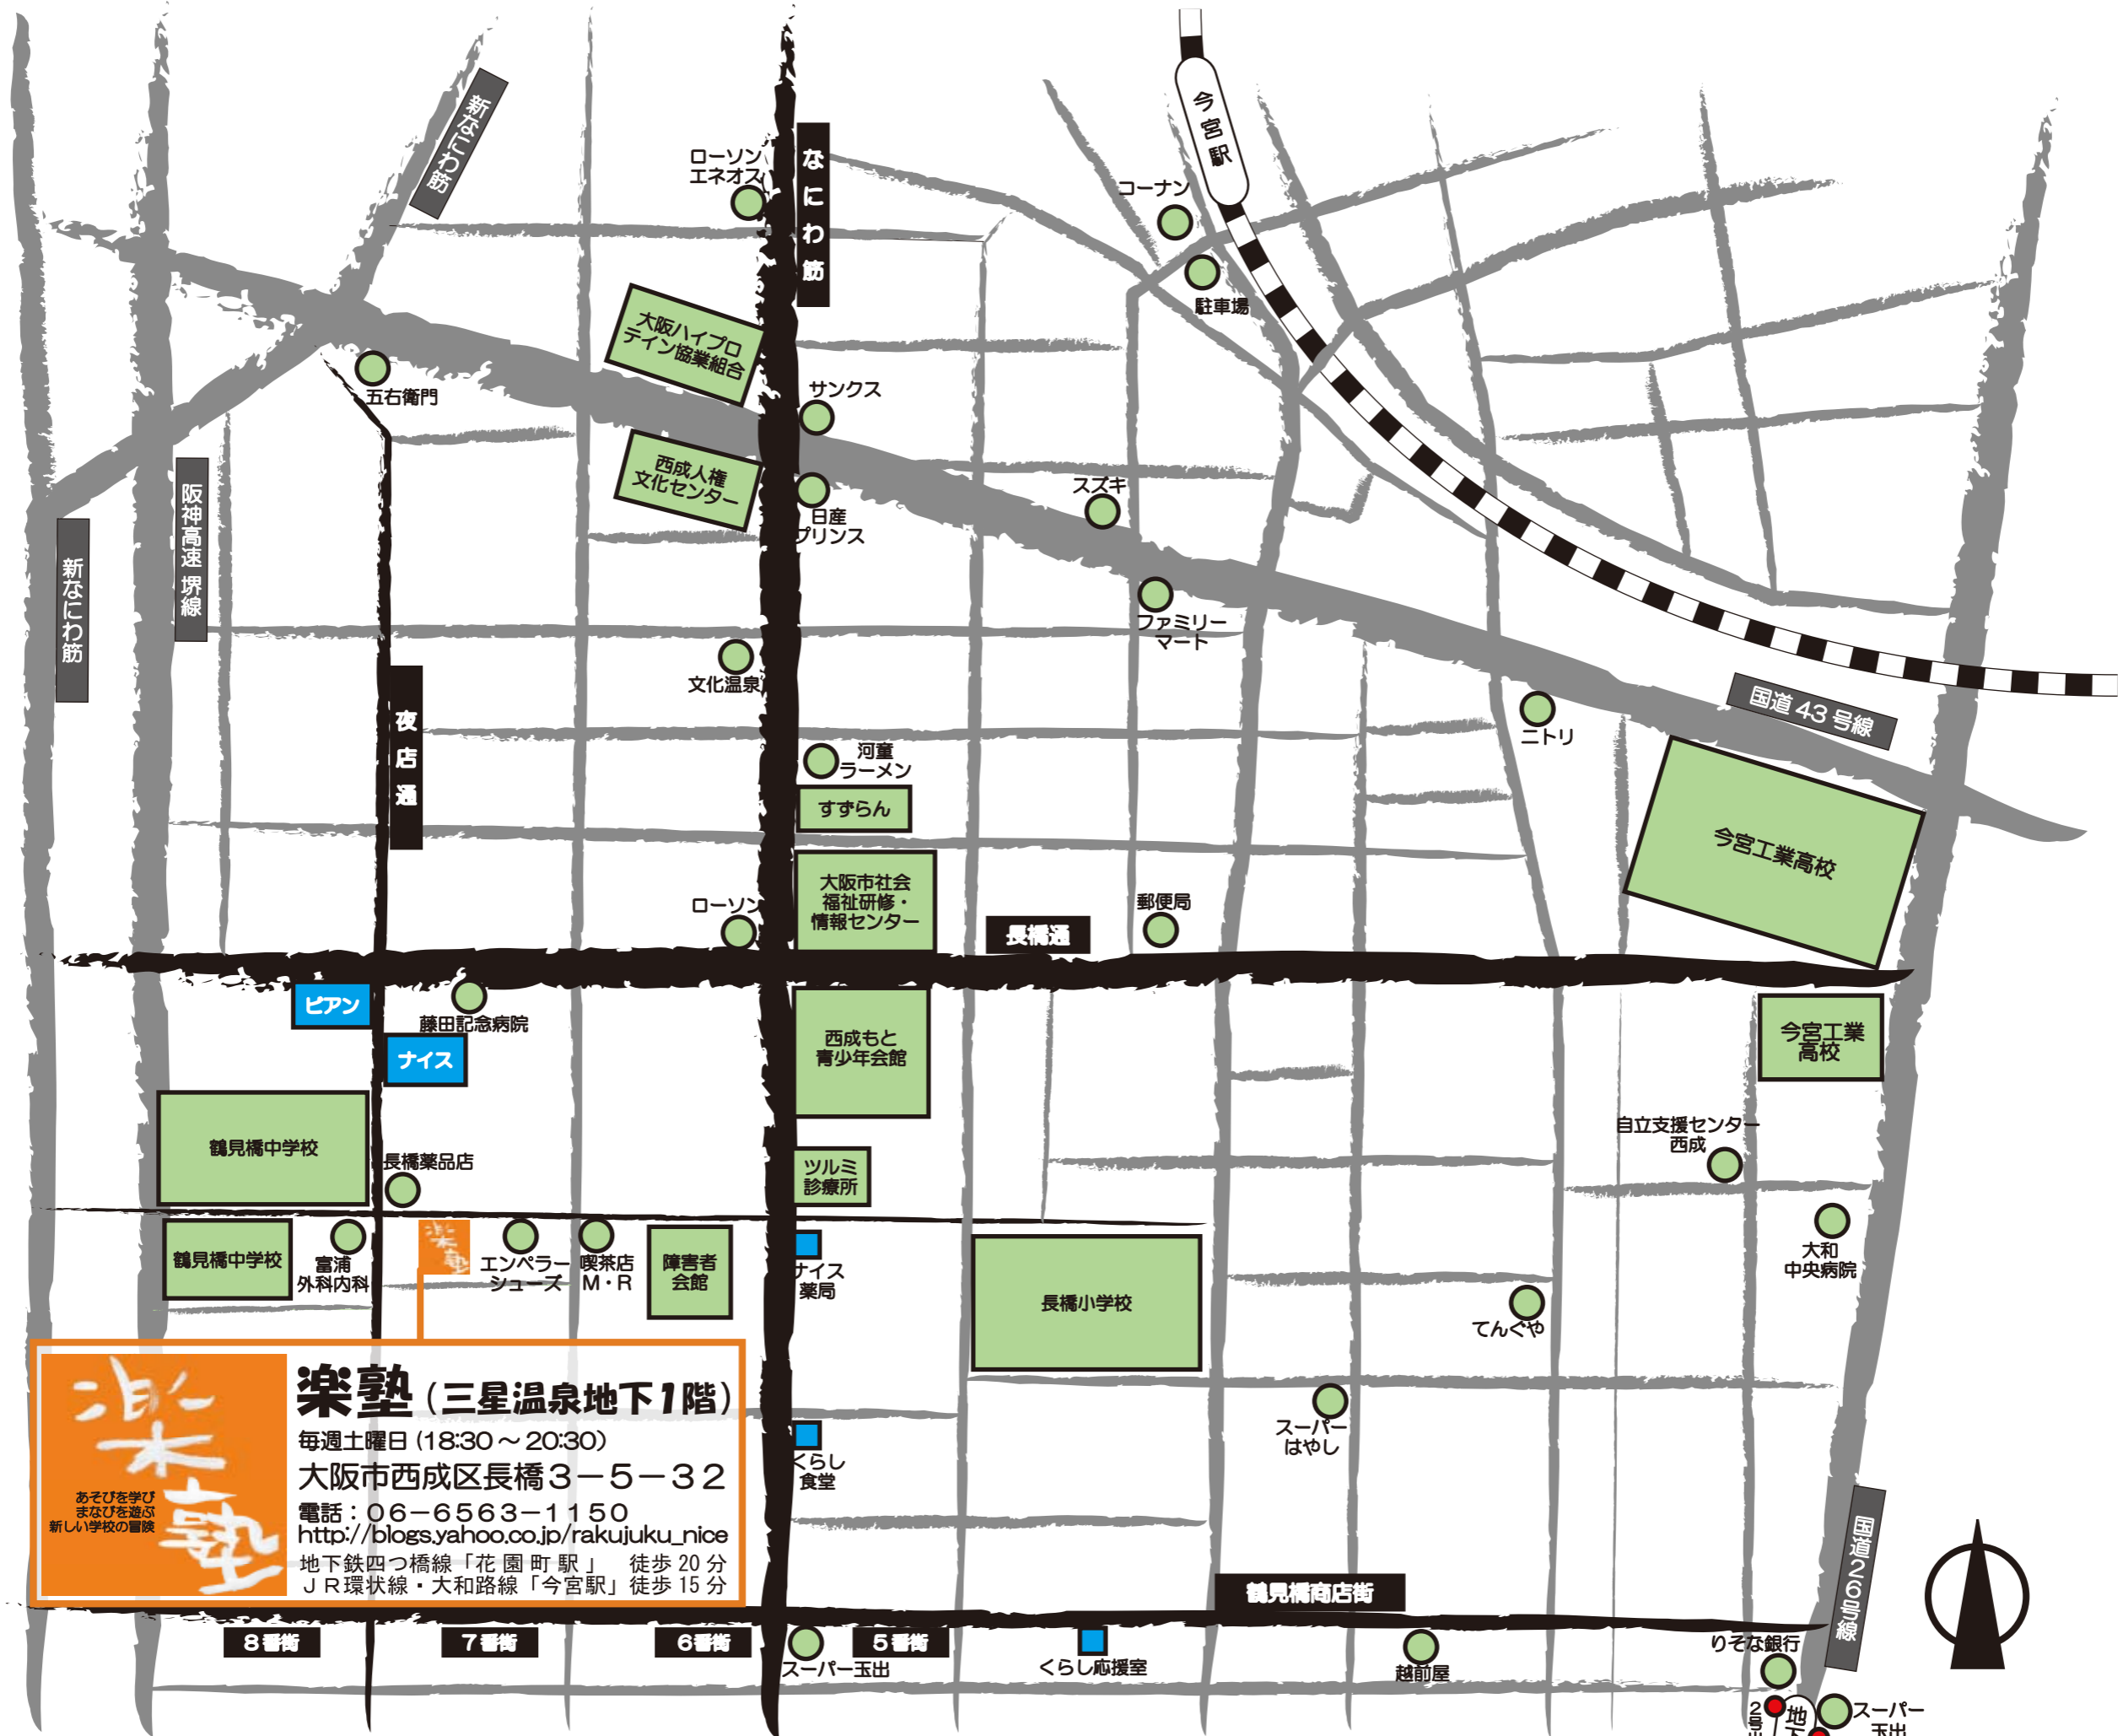 新なにわ筋
なにわ筋
今宮駅
ローソン
エネオス
コーナン
駐車場
大阪ハイプロ
テイン協業組合
五右衛門
サンクス
西成人権
文化センター
日産
プリンス
スズキ
阪神高速 堺線
新なにわ筋
ファミリー
マート
文化温泉
夜店通
国道43号線
ニトリ
河童
ラーメン
すずらん
今宮工業高校
大阪市社会
福祉研修・
情報センター
ローソン
郵便局
長橋通
ピアン
藤田記念病院
ナイス
西成もと
青少年会館
今宮工業
高校
自立支援センター
西成
鶴見橋中学校
長橋薬品店
ツルミ
診療所
鶴見橋中学校
富浦
外科内科
楽塾
エンペラー
シューズ
喫茶店
M・R
障害者
会館
ナイス
薬局
長橋小学校
大和
中央病院
てんぐや
スーパー
はやし
くらし
食堂
楽塾
あそびを学び
まなびを遊ぶ
新しい学校の冒険
楽塾(三星温泉地下1階)
毎週土曜日(18:30~20:30)
大阪市西成区長橋3-5-32
電話:06-6563-1150
http://blogs.yahoo.co.jp/rakujuku_nice
地下鉄四つ橋線「花園町駅」 徒歩20分
JR環状線・大和路線「今宮駅」徒歩15分
鶴見橋商店街
国道26号線
8番街
7番街
6番街
5番街
スーパー玉出
くらし応援室
越前屋
りそな銀行
2号
地下
スーパー
玉出